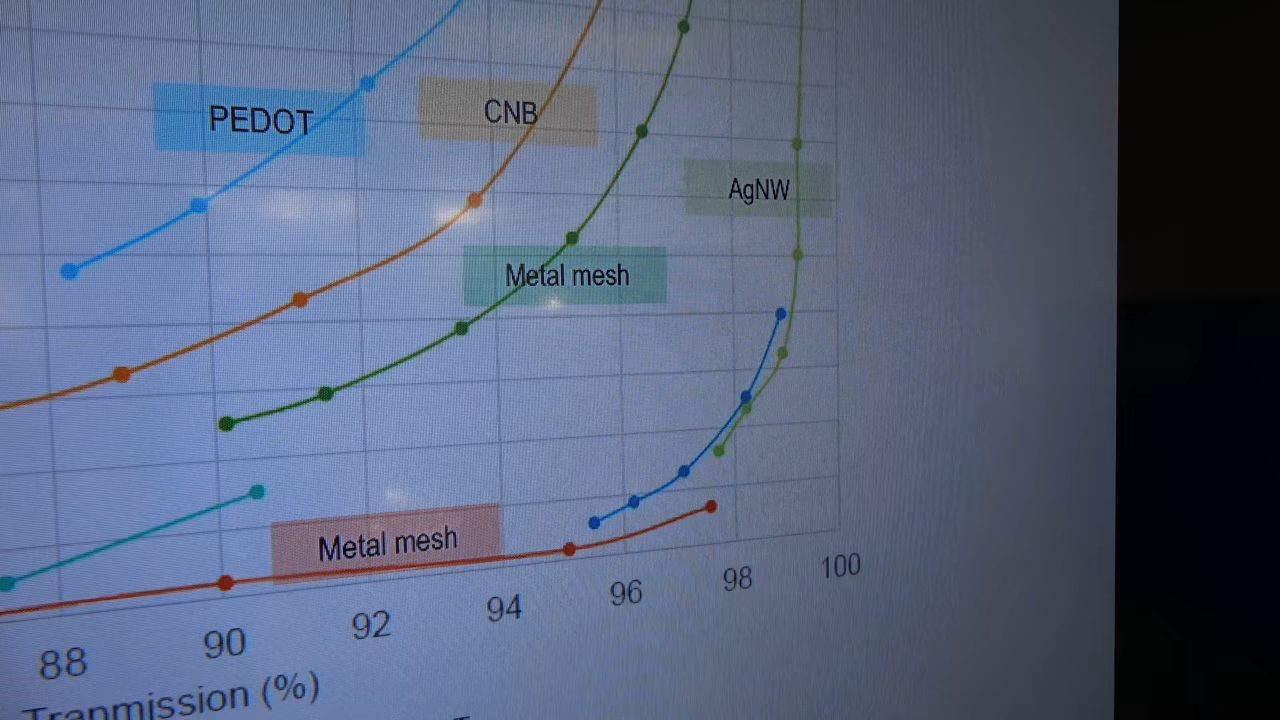 PEDOT
CNB
AgNW
Metal mesh
Metal mesh
88
90
92
94
96
98
100
Tranmission (%)